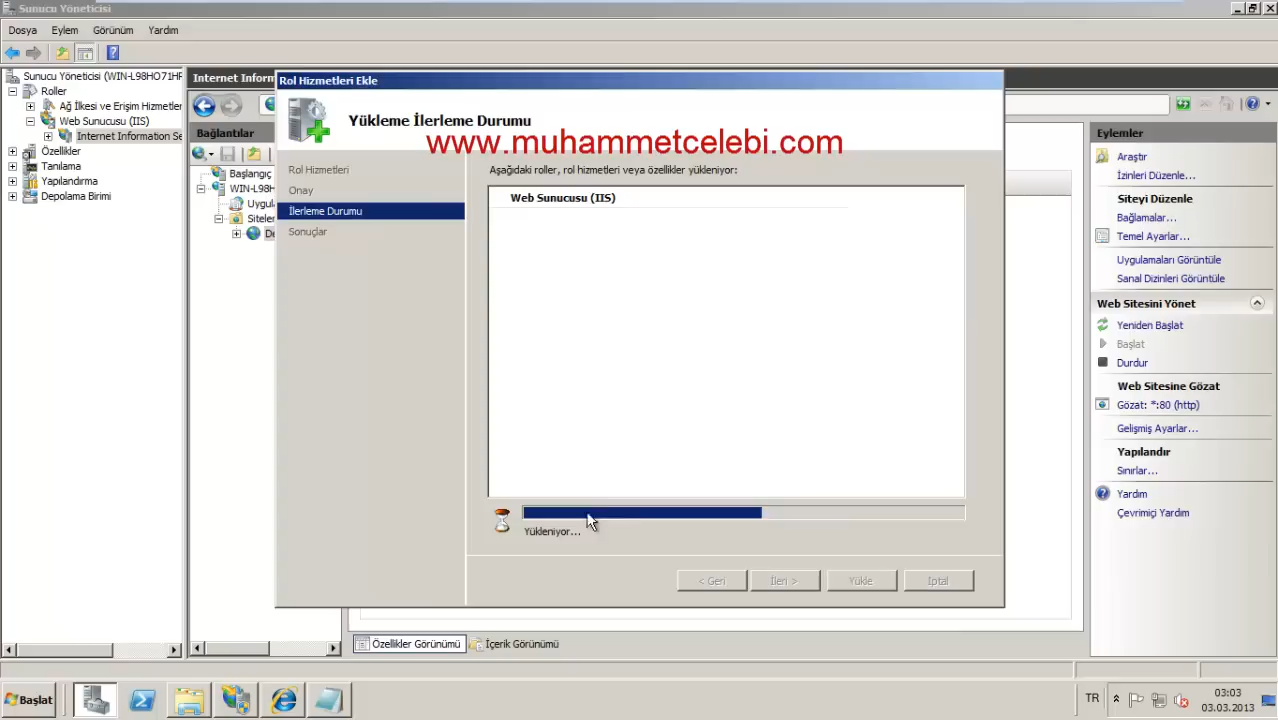 Sunucu Yöneticisi
Dosya Eylem Görünüm Yardım
Sunucu Yöneticisi (WIN-L98HO71HF
Roller
Ağ İlkesi ve Erişim Hizmetler
Web Sunucusu (IIS)
Internet Information Se
Özellikler
Tanılama
Yapılandırma
Depolama Birimi
Internet Inform
Bağlantılar
Başlangıç
WIN-L98H
Uygula
Siteler
De
Rol Hizmetleri Ekle
Yükleme İlerleme Durumu
www.muhammetcelebi.com
Rol Hizmetleri
Onay
İlerleme Durumu
Sonuçlar
Aşağıdaki roller, rol hizmetleri veya özellikler yükleniyor:
Web Sunucusu (IIS)
Yükleniyor...
< Geri İleri > Yükle İptal
Özellikler Görünümü İçerik Görünümü
Eylemler
Araştır
İzinleri Düzenle...
Siteyi Düzenle
Bağlamalar...
Temel Ayarlar...
Uygulamaları Görüntüle
Sanal Dizinleri Görüntüle
Web Sitesini Yönet
Yeniden Başlat
Başlat
Durdur
Web Sitesine Gözat
Gözat: *:80 (http)
Gelişmiş Ayarlar...
Yapılandır
Sınırlar...
Yardım
Çevrimiçi Yardım
Başlat
TR
03:03
03.03.2013